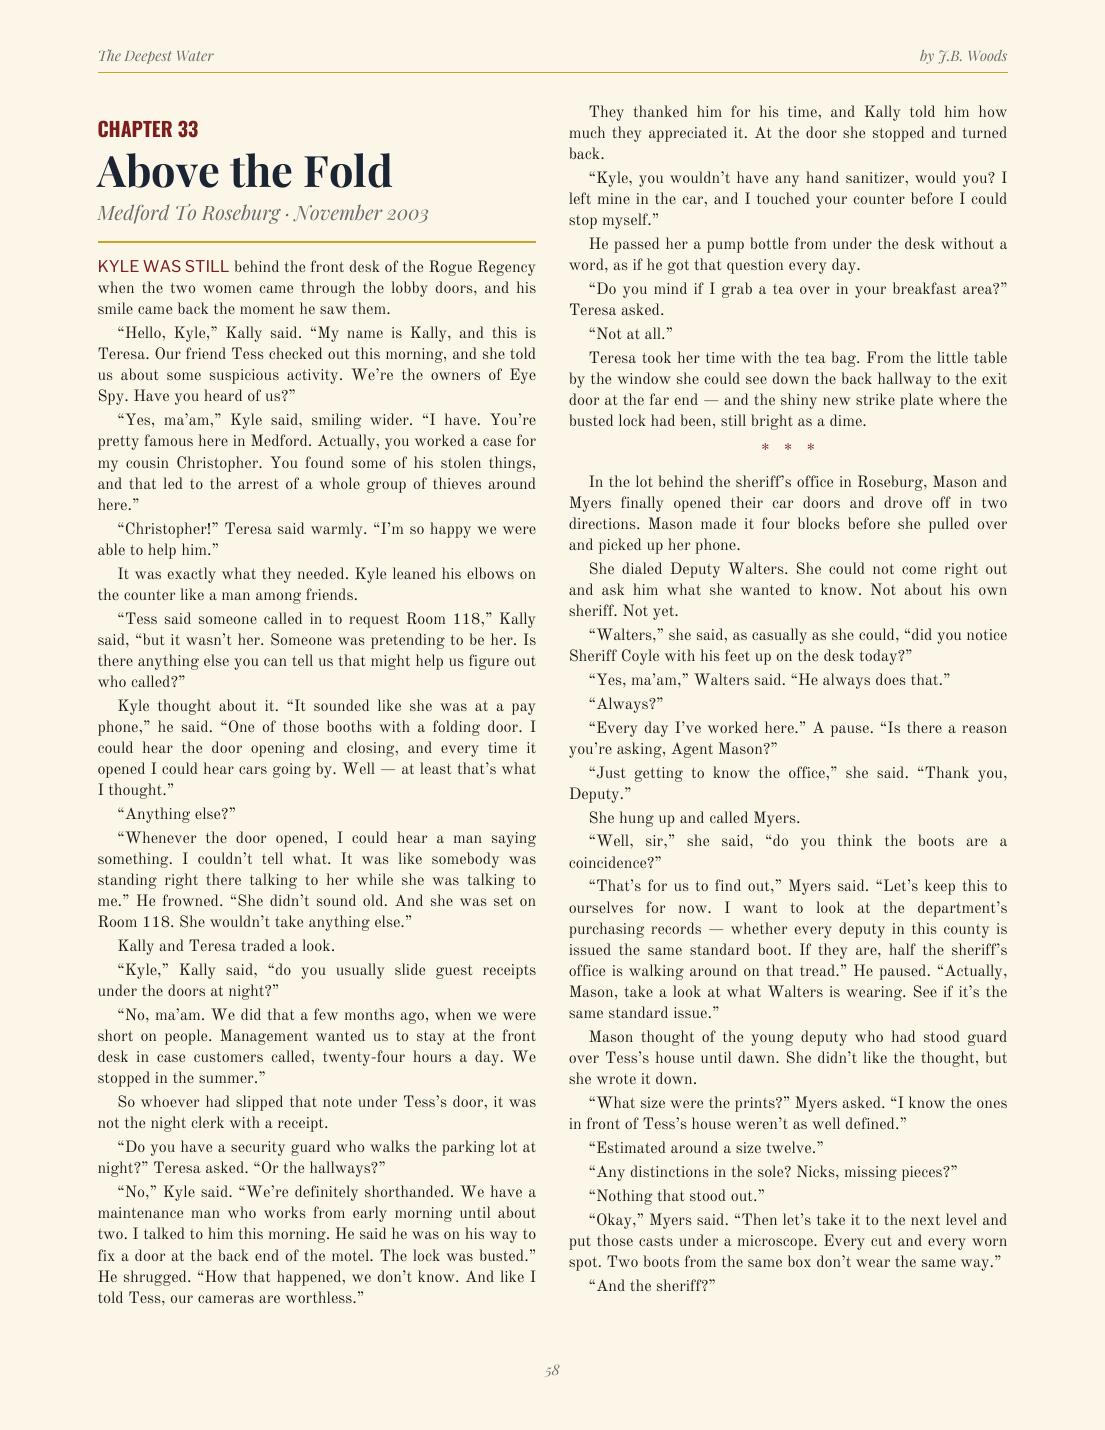 The Deepest Water
by J.B. Woods
CHAPTER 33
Above the Fold
Medford To Roseburg · November 2003
KYLE WAS STILL behind the front desk of the Rogue Regency
when the two women came through the lobby doors, and his
smile came back the moment he saw them.
“Hello, Kyle,” Kally said. “My name is Kally, and this is
Teresa. Our friend Tess checked out this morning, and she told
us about some suspicious activity. We’re the owners of Eye
Spy. Have you heard of us?”
“Yes, ma’am,” Kyle said, smiling wider. “I have. You’re
pretty famous here in Medford. Actually, you worked a case for
my cousin Christopher. You found some of his stolen things,
and that led to the arrest of a whole group of thieves around
here.”
“Christopher!” Teresa said warmly. “I’m so happy we were
able to help him.”
It was exactly what they needed. Kyle leaned his elbows on
the counter like a man among friends.
“Tess said someone called in to request Room 118,” Kally
said, “but it wasn’t her. Someone was pretending to be her. Is
there anything else you can tell us that might help us figure out
who called?”
Kyle thought about it. “It sounded like she was at a pay
phone,” he said. “One of those booths with a folding door. I
could hear the door opening and closing, and every time it
opened I could hear cars going by. Well — at least that’s what
I thought.”
“Anything else?”
“Whenever the door opened, I could hear a man saying
something. I couldn’t tell what. It was like somebody was
standing right there talking to her while she was talking to
me.” He frowned. “She didn’t sound old. And she was set on
Room 118. She wouldn’t take anything else.”
Kally and Teresa traded a look.
“Kyle,” Kally said, “do you usually slide guest receipts
under the doors at night?”
“No, ma’am. We did that a few months ago, when we were
short on people. Management wanted us to stay at the front
desk in case customers called, twenty-four hours a day. We
stopped in the summer.”
So whoever had slipped that note under Tess’s door, it was
not the night clerk with a receipt.
“Do you have a security guard who walks the parking lot at
night?” Teresa asked. “Or the hallways?”
“No,” Kyle said. “We’re definitely shorthanded. We have a
maintenance man who works from early morning until about
two. I talked to him this morning. He said he was on his way to
fix a door at the back end of the motel. The lock was busted.”
He shrugged. “How that happened, we don’t know. And like I
told Tess, our cameras are worthless.”
They thanked him for his time, and Kally told him how
much they appreciated it. At the door she stopped and turned
back.
“Kyle, you wouldn’t have any hand sanitizer, would you? I
left mine in the car, and I touched your counter before I could
stop myself.”
He passed her a pump bottle from under the desk without a
word, as if he got that question every day.
“Do you mind if I grab a tea over in your breakfast area?”
Teresa asked.
“Not at all.”
Teresa took her time with the tea bag. From the little table
by the window she could see down the back hallway to the exit
door at the far end — and the shiny new strike plate where the
busted lock had been, still bright as a dime.
* * *
In the lot behind the sheriff’s office in Roseburg, Mason and
Myers finally opened their car doors and drove off in two
directions. Mason made it four blocks before she pulled over
and picked up her phone.
She dialed Deputy Walters. She could not come right out
and ask him what she wanted to know. Not about his own
sheriff. Not yet.
“Walters,” she said, as casually as she could, “did you notice
Sheriff Coyle with his feet up on the desk today?”
“Yes, ma’am,” Walters said. “He always does that.”
“Always?”
“Every day I’ve worked here.” A pause. “Is there a reason
you’re asking, Agent Mason?”
“Just getting to know the office,” she said. “Thank you,
Deputy.”
She hung up and called Myers.
“Well, sir,” she said, “do you think the boots are a
coincidence?”
“That’s for us to find out,” Myers said. “Let’s keep this to
ourselves for now. I want to look at the department’s
purchasing records — whether every deputy in this county is
issued the same standard boot. If they are, half the sheriff’s
office is walking around on that tread.” He paused. “Actually,
Mason, take a look at what Walters is wearing. See if it’s the
same standard issue.”
Mason thought of the young deputy who had stood guard
over Tess’s house until dawn. She didn’t like the thought, but
she wrote it down.
“What size were the prints?” Myers asked. “I know the ones
in front of Tess’s house weren’t as well defined.”
“Estimated around a size twelve.”
“Any distinctions in the sole? Nicks, missing pieces?”
“Nothing that stood out.”
“Okay,” Myers said. “Then let’s take it to the next level and
put those casts under a microscope. Every cut and every worn
spot. Two boots from the same box don’t wear the same way.”
“And the sheriff?”
58